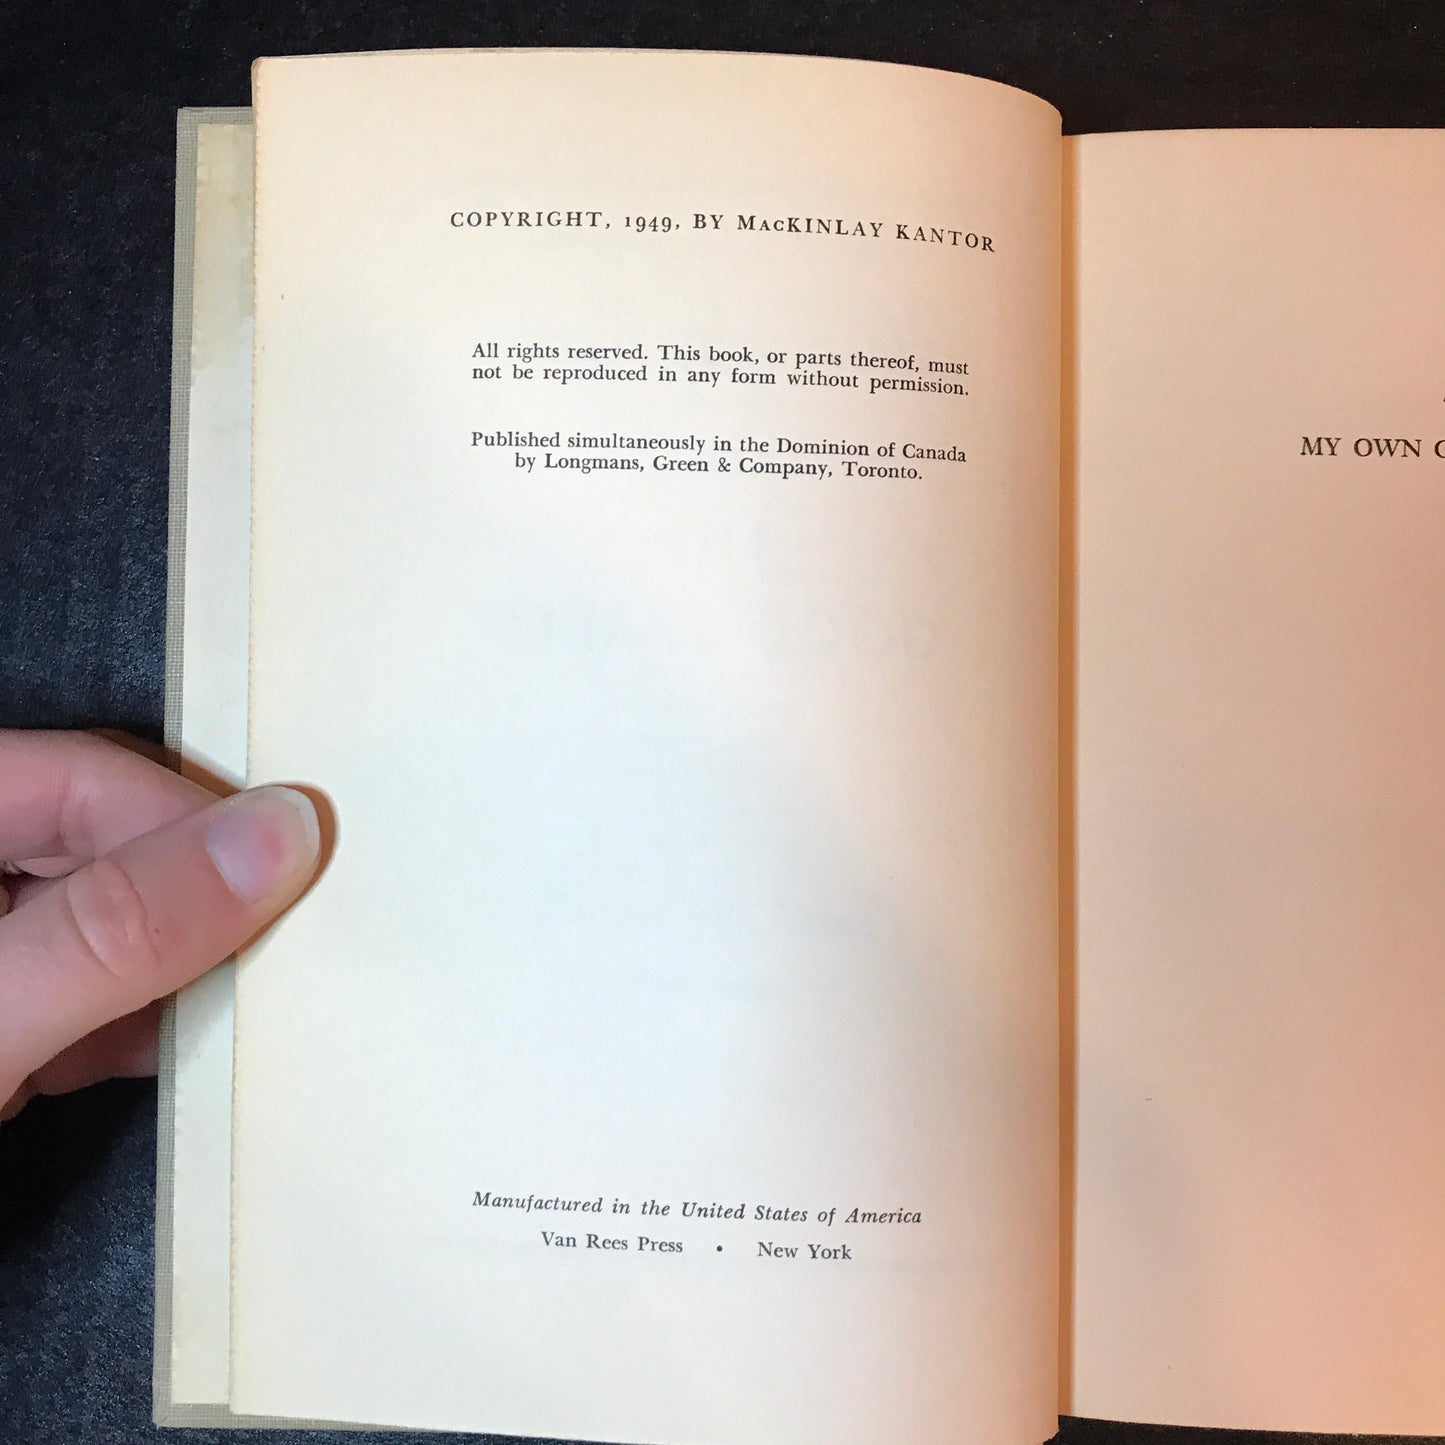 COPYRIGHT, 1949, BY MacKINLAY KANTOR
All rights reserved. This book, or parts thereof, must
not be reproduced in any form without permission.
Published simultaneously in the Dominion of Canada
by Longmans, Green & Company, Toronto.
Manufactured in the United States of America
Van Rees Press • New York
MY OWN